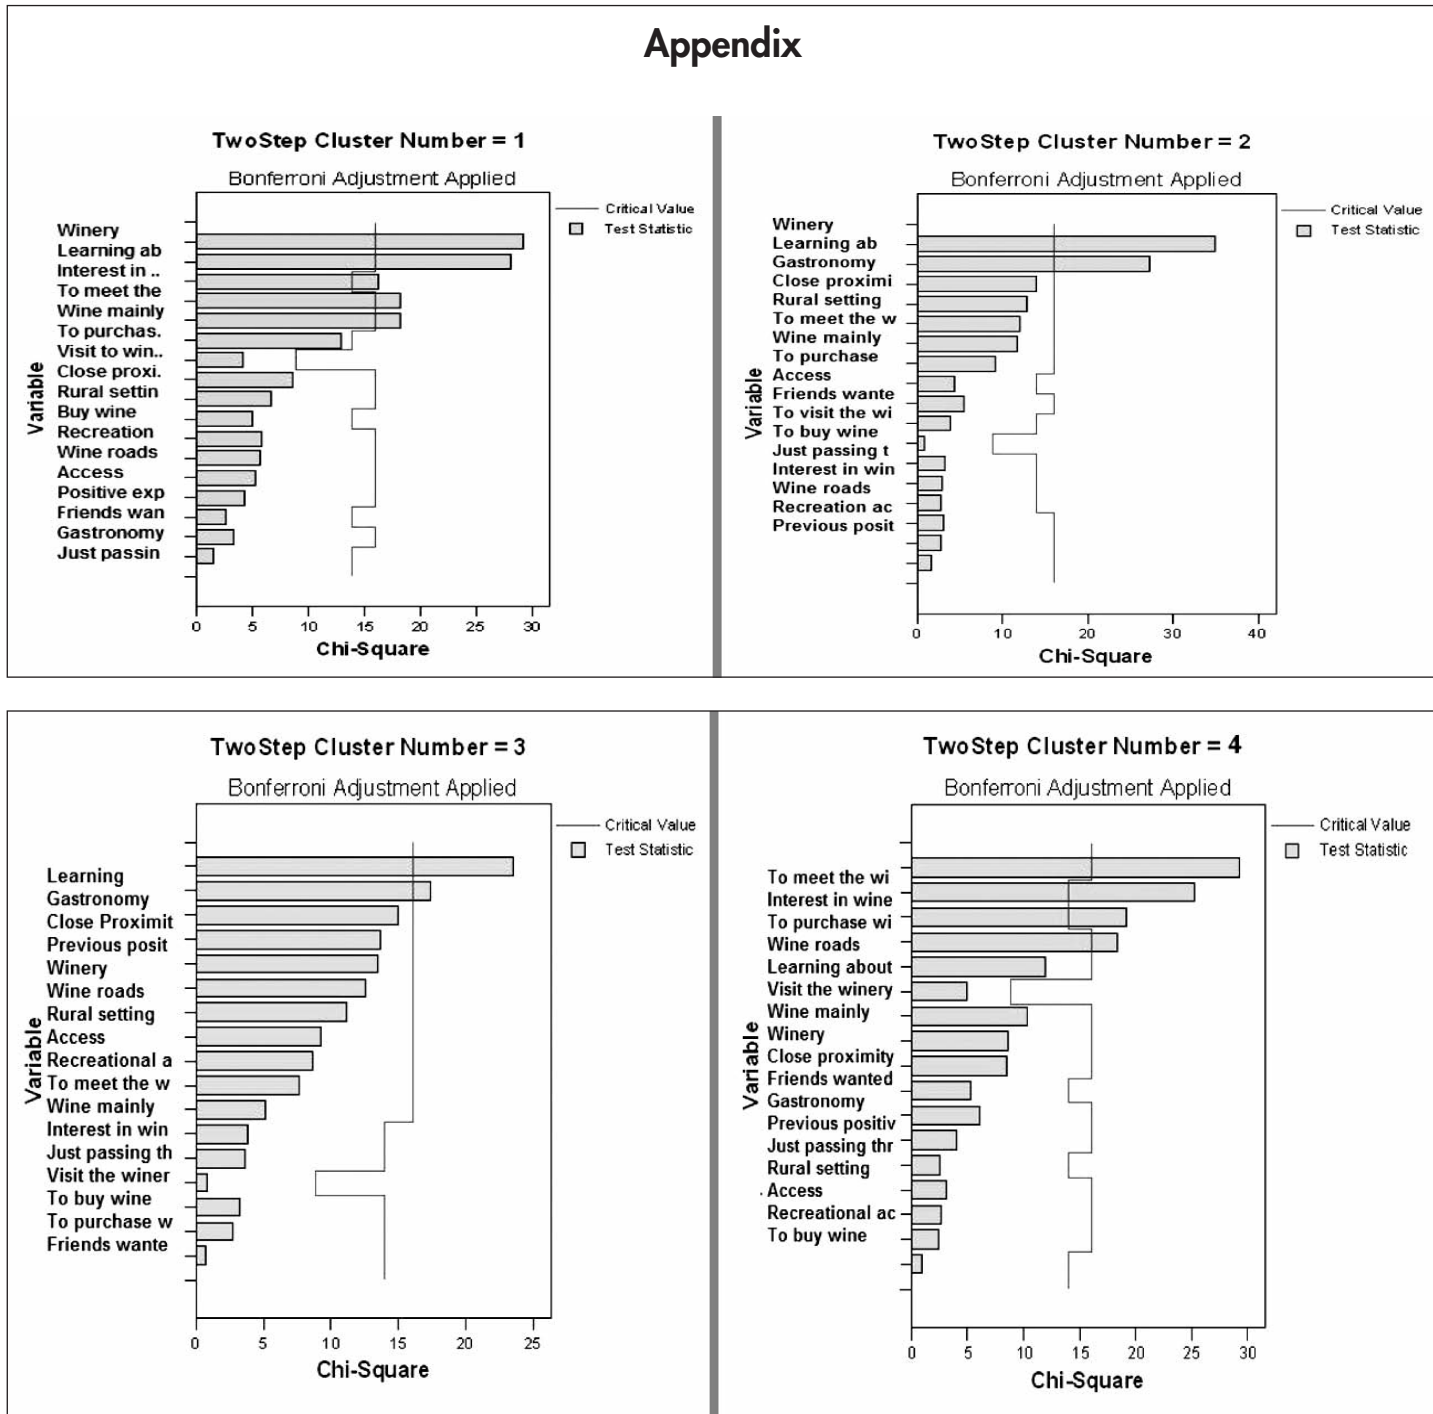 Appendix
TwoStep Cluster Number = 1
Bonferroni Adjustment Applied
Critical Value
Test Statistic
Variable
Winery
Learning ab
Interest in ..
To meet the
Wine mainly
To purchas.
Visit to win..
Close proxi.
Rural settin
Buy wine
Recreation
Wine roads
Access
Positive exp
Friends wan
Gastronomy
Just passin
0 5 10 15 20 25 30
Chi-Square
TwoStep Cluster Number = 2
Bonferroni Adjustment Applied
Critical Value
Test Statistic
Variable
Winery
Learning ab
Gastronomy
Close proximi
Rural setting
To meet the w
Wine mainly
To purchase
Access
Friends wante
To visit the wi
To buy wine
Just passing t
Interest in win
Wine roads
Recreation ac
Previous posit
0 10 20 30 40
Chi-Square
TwoStep Cluster Number = 3
Bonferroni Adjustment Applied
Critical Value
Test Statistic
Variable
Learning
Gastronomy
Close Proximit
Previous posit
Winery
Wine roads
Rural setting
Access
Recreational a
To meet the w
Wine mainly
Interest in win
Just passing th
Visit the winer
To buy wine
To purchase w
Friends wante
0 5 10 15 20 25
Chi-Square
TwoStep Cluster Number = 4
Bonferroni Adjustment Applied
Critical Value
Test Statistic
Variable
To meet the wi
Interest in wine
To purchase wi
Wine roads
Learning about
Visit the winery
Wine mainly
Winery
Close proximity
Friends wanted
Gastronomy
Previous positiv
Just passing thr
Rural setting
Access
Recreational ac
To buy wine
0 5 10 15 20 25 30
Chi-Square